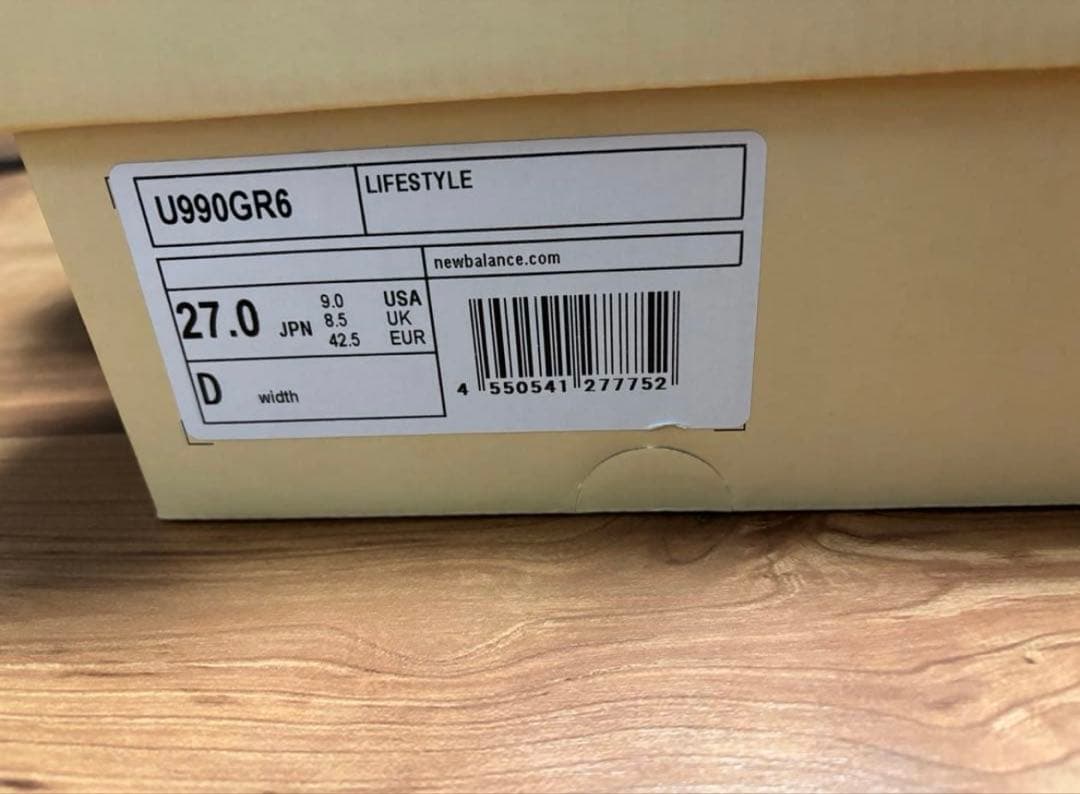 U990GR6
LIFESTYLE
newbalance.com
27.0 JPN
9.0 USA
8.5 UK
42.5 EUR
D width
4 550541 277752